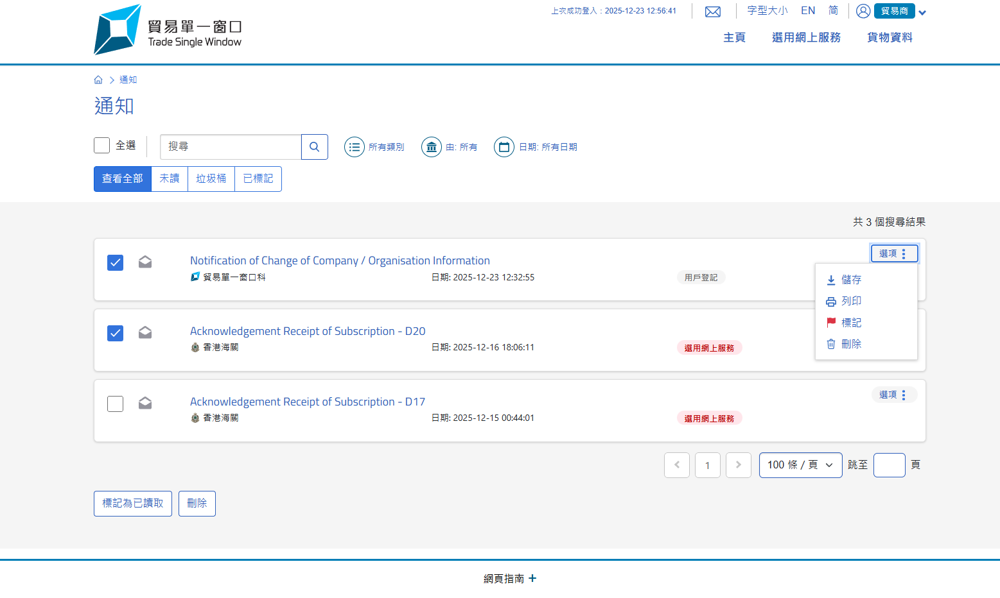 上次成功登入 : 2025-12-23 12:56:41
字型大小
EN
简
貿易商
貿易單一窗口
Trade Single Window
主頁
選用網上服務
貨物資料
通知
通知
全選
搜尋
所有類別
由: 所有
日期: 所有日期
查看全部
未讀
垃圾桶
已標記
共 3 個搜尋結果
Notification of Change of Company / Organisation Information
選項
貿易單一窗口科
日期: 2025-12-23 12:32:55
用戶登記
儲存
列印
標記
刪除
Acknowledgement Receipt of Subscription - D20
香港海關
日期: 2025-12-16 18:06:11
選用網上服務
Acknowledgement Receipt of Subscription - D17
選項
香港海關
日期: 2025-12-15 00:44:01
選用網上服務
1
100 條 / 頁
跳至
頁
標記為已讀取
刪除
網頁指南 +